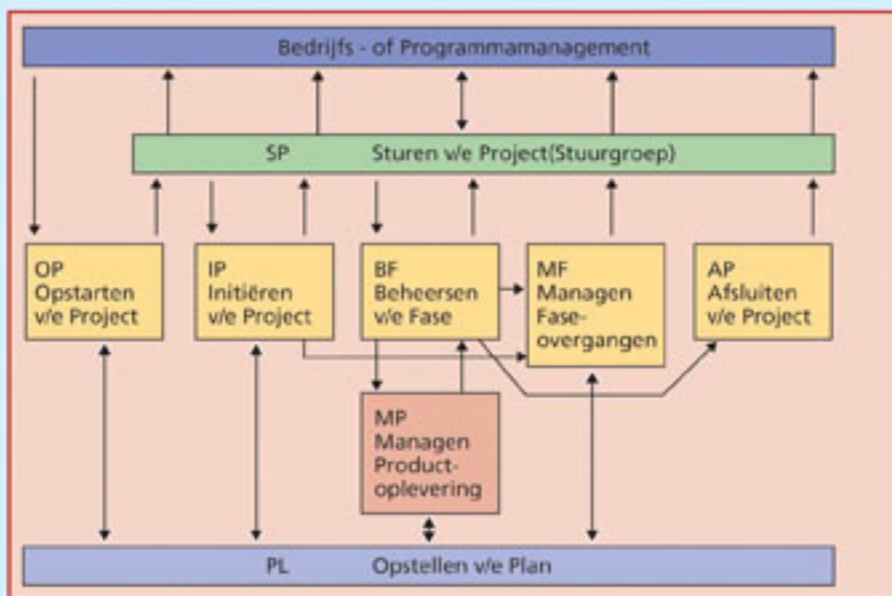 Bedrijfs - of Programmamanagement
SP Sturen v/e Project(Stuurgroep)
OP
Opstarten
v/e Project
IP
Initiëren
v/e Project
BF
Beheersen
v/e Fase
MF
Managen
Fase-
overgangen
AP
Afsluiten
v/e Project
MP
Managen
Product-
oplevering
PL Opstellen v/e Plan